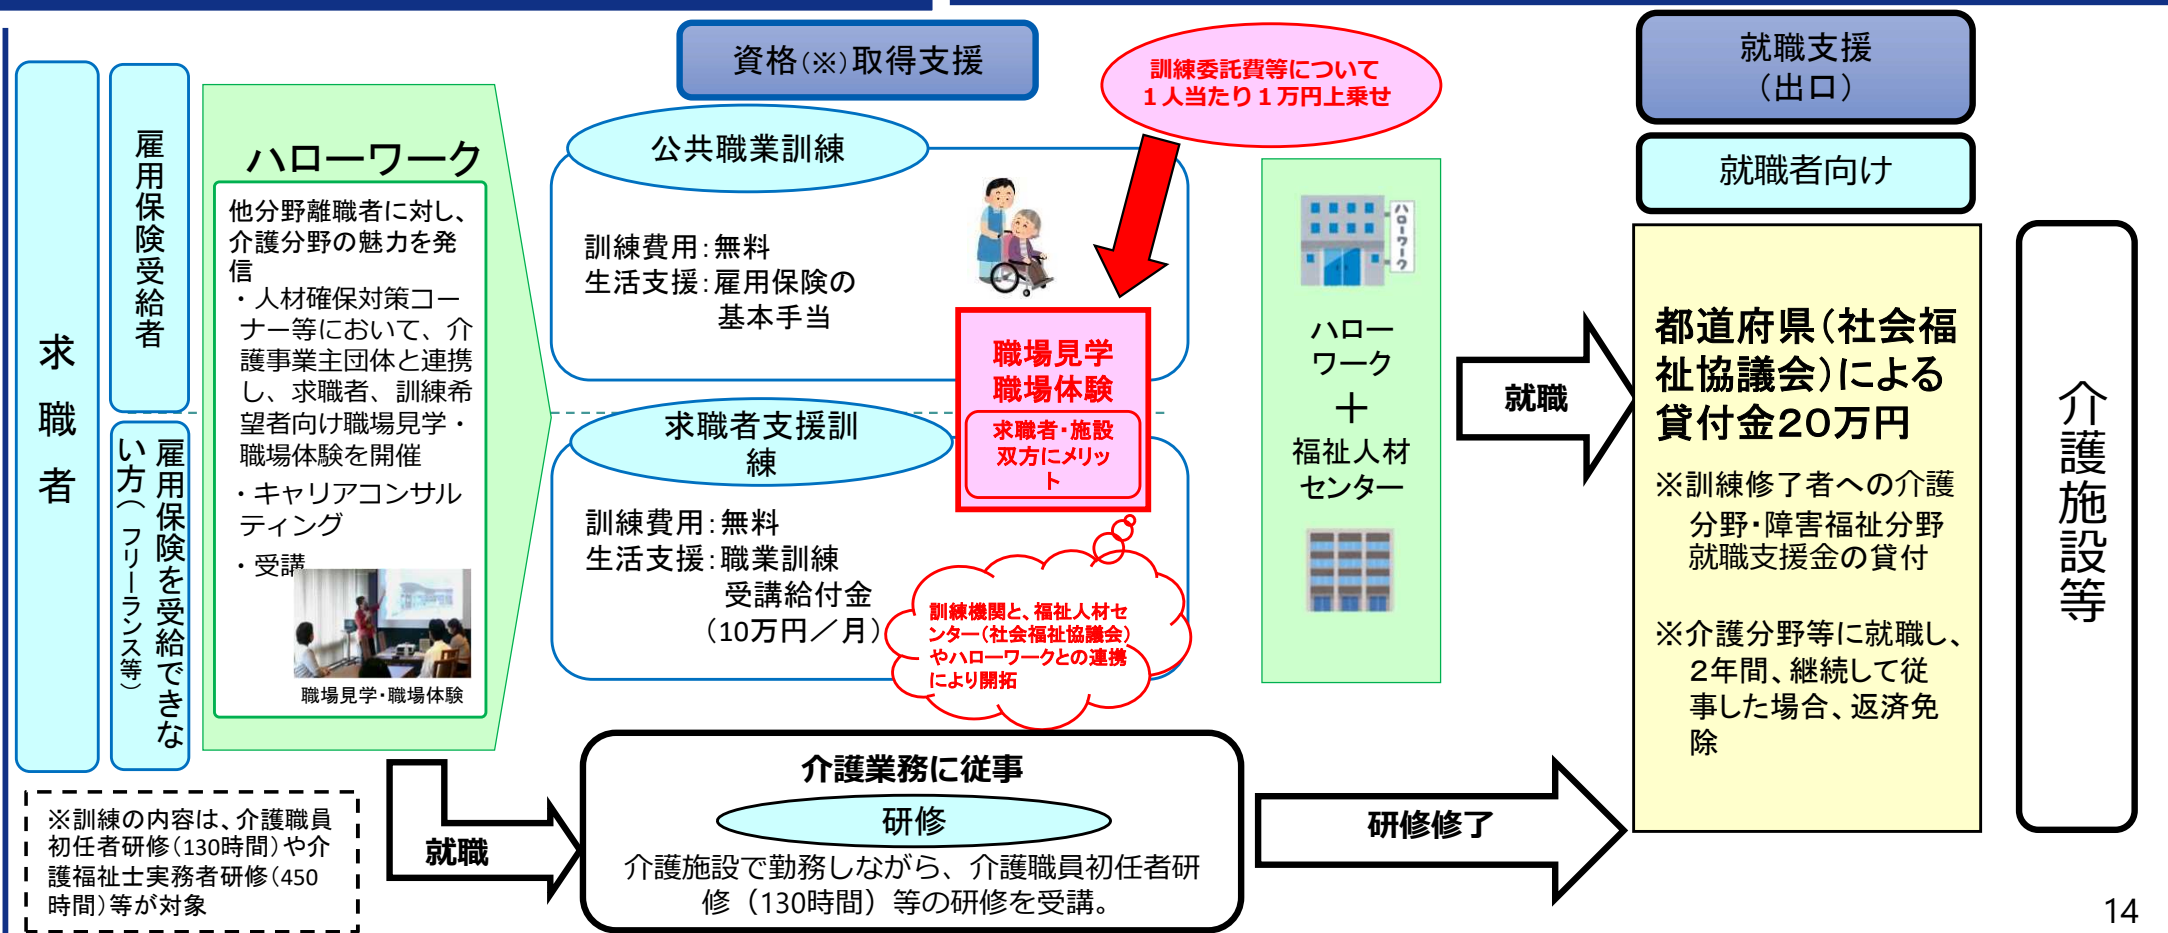 資格(※)取得支援
訓練委託費等について
１人当たり１万円上乗せ
就職支援
（出口）
就職者向け
求職者
雇用保険受給者
雇用保険を受給できな
い方（フリーランス等）
ハローワーク
他分野離職者に対し、
介護分野の魅力を発
信
・人材確保対策コー
ナー等において、介
護事業主団体と連携
し、求職者、訓練希
望者向け職場見学・
職場体験を開催
・キャリアコンサル
ティング
・受講
職場見学・職場体験
公共職業訓練
訓練費用：無料
生活支援：雇用保険の
基本手当
職場見学
職場体験
求職者・施設
双方にメリッ
ト
求職者支援訓
練
訓練費用：無料
生活支援：職業訓練
受講給付金
（10万円／月）
訓練機関と、福祉人材セ
ンター（社会福祉協議会）
やハローワークとの連携
により開拓
ハローワーク
ハロー
ワーク
＋
福祉人材
センター
就職
都道府県（社会福
祉協議会）による
貸付金20万円
※訓練修了者への介護
分野・障害福祉分野
就職支援金の貸付
※介護分野等に就職し、
２年間、継続して従
事した場合、返済免
除
介護施設等
※訓練の内容は、介護職員
初任者研修（130時間）や介
護福祉士実務者研修（450
時間）等が対象
就職
介護業務に従事
研修
介護施設で勤務しながら、介護職員初任者研
修（130時間）等の研修を受講。
研修修了
14